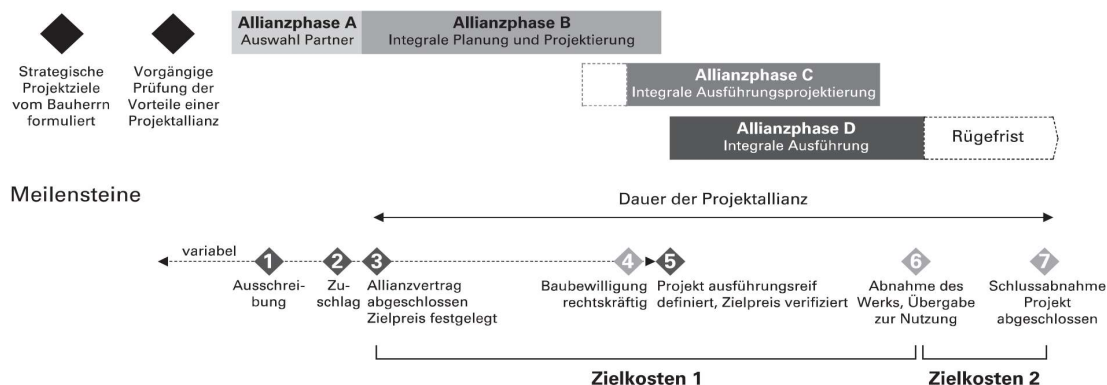 Strategische
Projektziele
vom Bauherrn
formuliert
Vorgängige
Prüfung der
Vorteile einer
Projektallianz
Allianzphase A
Auswahl Partner
Allianzphase B
Integrale Planung und Projektierung
Allianzphase C
Integrale Ausführungsprojektierung
Allianzphase D
Integrale Ausführung
Rügefrist
Meilensteine
Dauer der Projektallianz
variabel
1
Ausschrei-
bung
2
Zu-
schlag
3
Allianzvertrag
abgeschlossen
Zielpreis festgelegt
4
Baubewilligung
rechtskräftig
5
Projekt ausführungsreif
definiert, Zielpreis verifiziert
6
Abnahme des
Werks, Übergabe
zur Nutzung
7
Schlussabnahme
Projekt
abgeschlossen
Zielkosten 1
Zielkosten 2